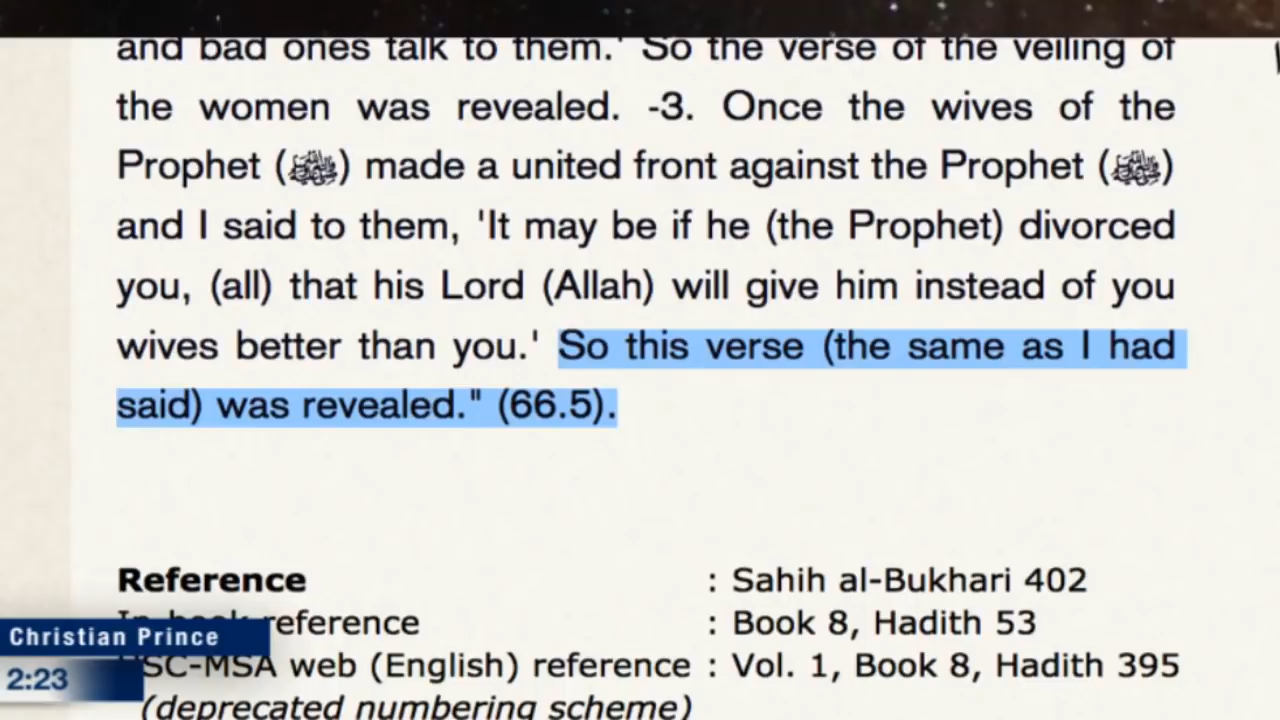 and bad ones talk to them.' So the verse of the veiling of
the women was revealed. -3. Once the wives of the
Prophet (ﷺ) made a united front against the Prophet (ﷺ)
and I said to them, 'It may be if he (the Prophet) divorced
you, (all) that his Lord (Allah) will give him instead of you
wives better than you.' So this verse (the same as I had
said) was revealed." (66.5).
Reference : Sahih al-Bukhari 402
In-book reference : Book 8, Hadith 53
Christian Prince
USC-MSA web (English) reference : Vol. 1, Book 8, Hadith 395
2:23
(deprecated numbering scheme)